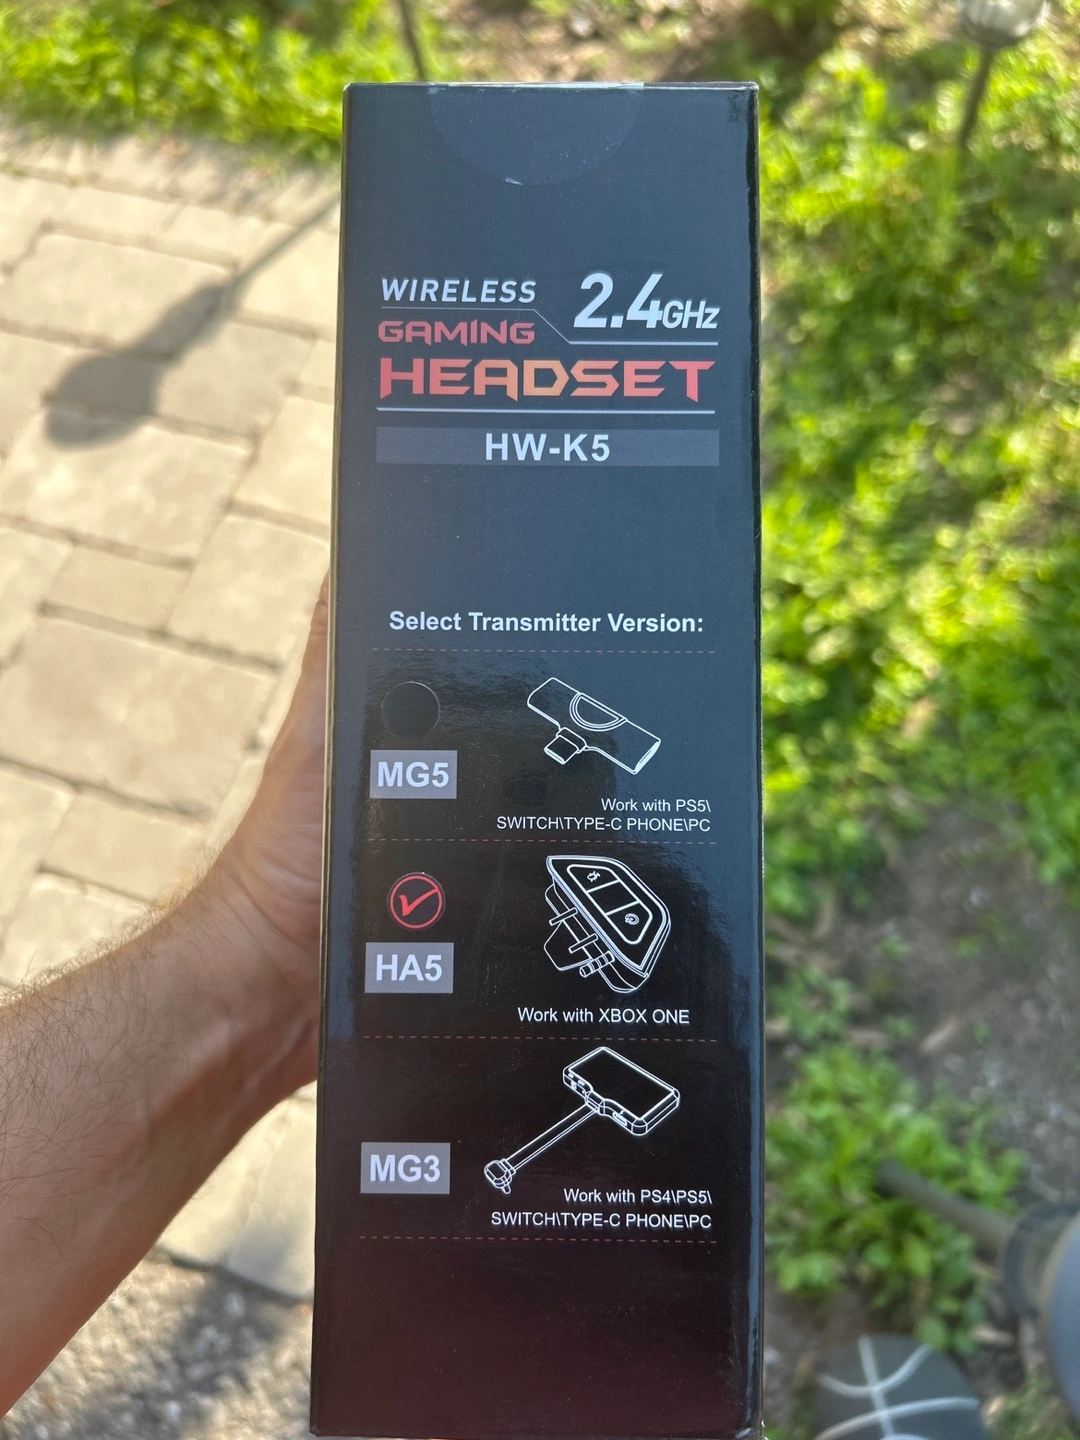 WIRELESS 2.4GHz
GAMING
HEADSET
HW-K5
Select Transmitter Version:
MG5
Work with PS5\
SWITCH\TYPE-C PHONE\PC
HA5
Work with XBOX ONE
MG3
Work with PS4\PS5\
SWITCH\TYPE-C PHONE\PC